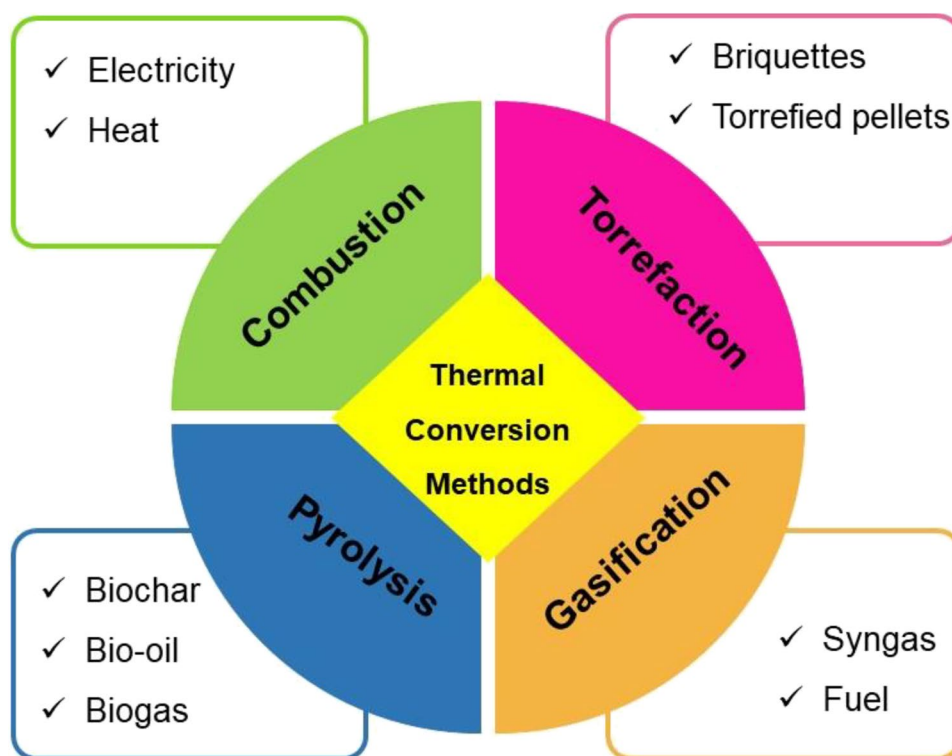 ✓ Electricity
✓ Heat
✓ Briquettes
✓ Torrefied pellets
Combustion
Torrefaction
Thermal
Conversion
Methods
Pyrolysis
Gasification
✓ Biochar
✓ Bio-oil
✓ Biogas
✓ Syngas
✓ Fuel